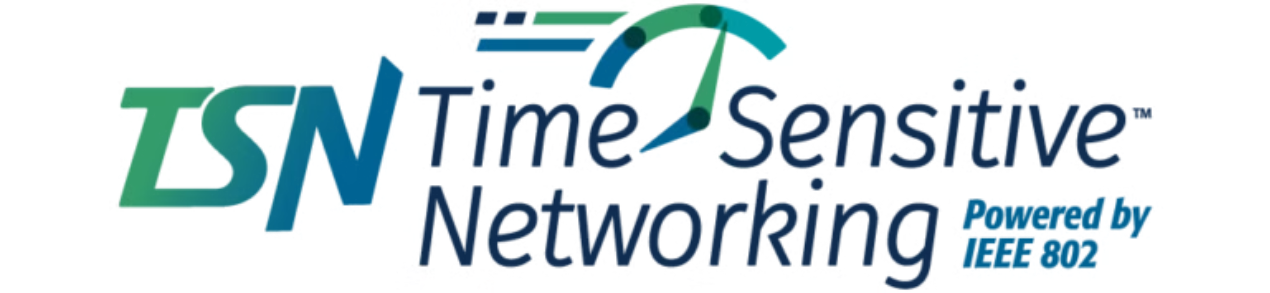 TSN
Time Sensitive™
Networking
Powered by
IEEE 802